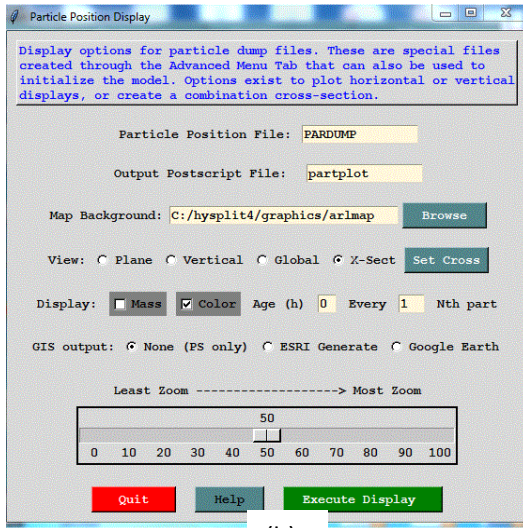 Particle Position Display
Display options for particle dump files. These are special files
created through the Advanced Menu Tab that can also be used to
initialize the model. Options exist to plot horizontal or vertical
displays, or create a combination cross-section.
Particle Position File: PARDUMP
Output Postscript File: partplot
Map Background: C:/hysplit4/graphics/arlmap Browse
View: Plane Vertical Global X-Sect Set Cross
Display: Mass Color Age (h) 0 Every 1 Nth part
GIS output: None (PS only) ESRI Generate Google Earth
Least Zoom ------------------> Most Zoom
50
0 10 20 30 40 50 60 70 80 90 100
Quit Help Execute Display